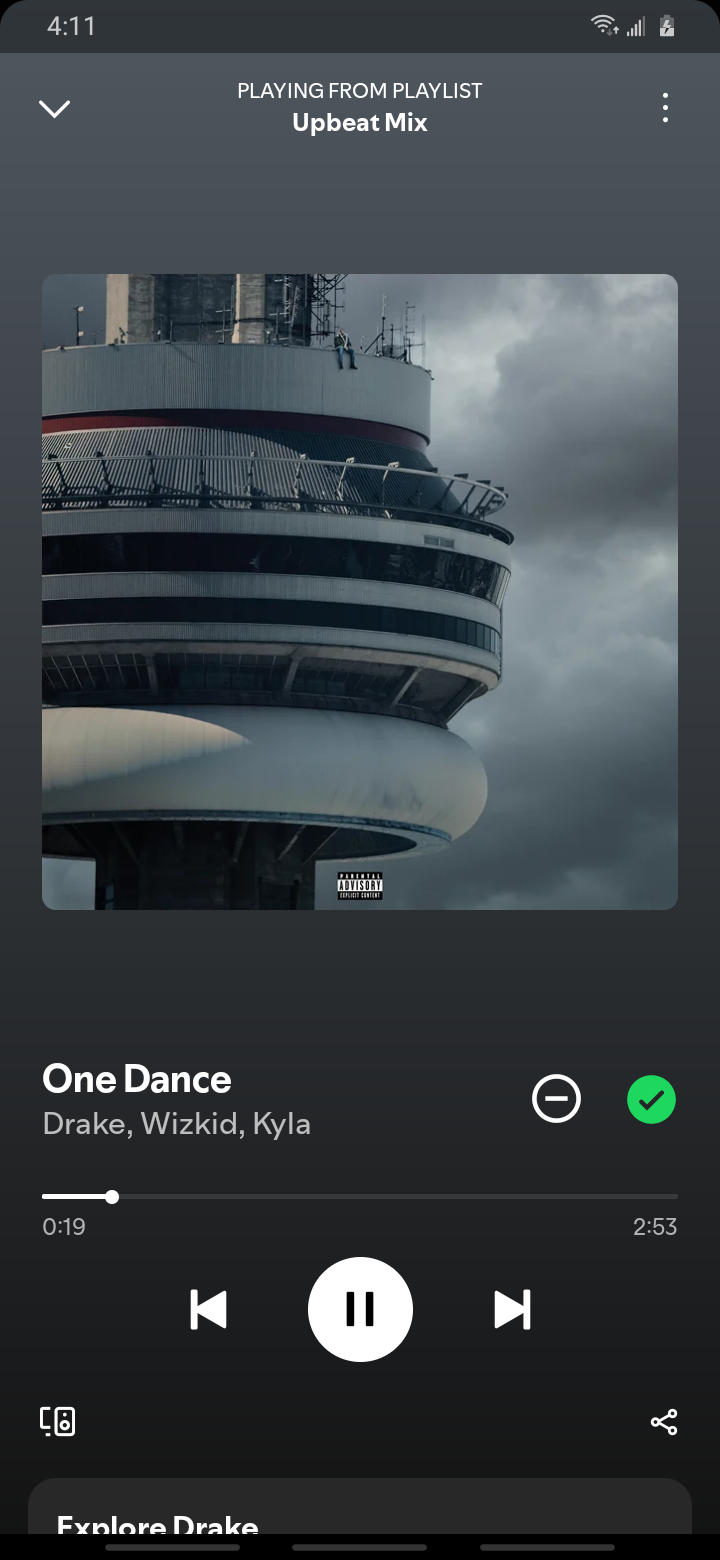 4:11
PLAYING FROM PLAYLIST
Upbeat Mix
PARENTAL
ADVISORY
EXPLICIT CONTENT
One Dance
Drake, Wizkid, Kyla
0:19
2:53
Explore Drake